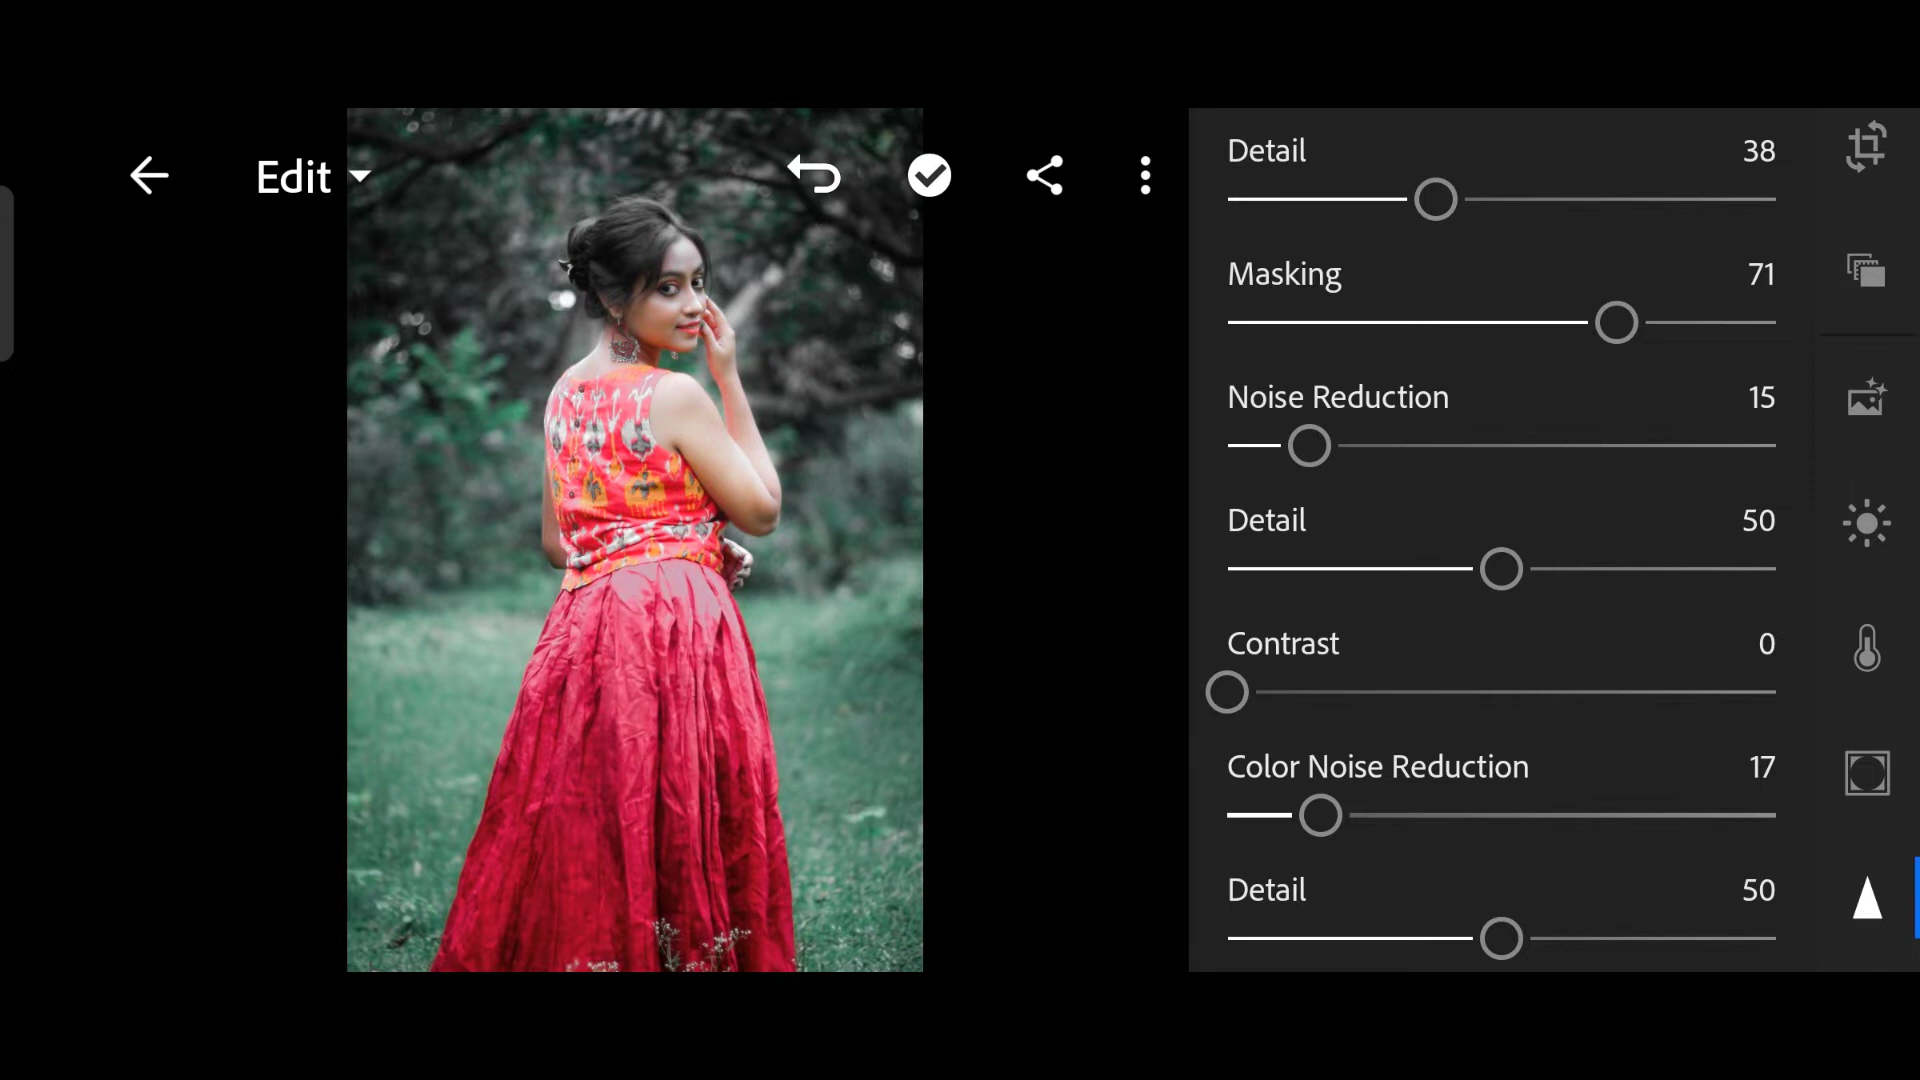 Edit
Detail 38
Masking 71
Noise Reduction 15
Detail 50
Contrast 0
Color Noise Reduction 17
Detail 50